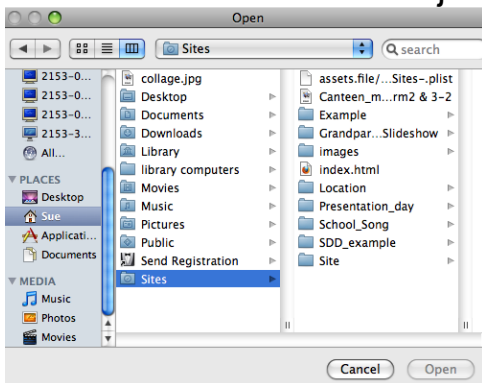 Open
Sites
search
2153-0...
2153-0...
2153-0...
2153-3...
All...
PLACES
Desktop
Sue
Applicati...
Documents
MEDIA
Music
Photos
Movies
collage.jpg
Desktop
Documents
Downloads
Library
library computers
Movies
Music
Pictures
Public
Send Registration
Sites
assets.file/...Sites-.plist
Canteen_m...rm2 & 3-2
Example
Grandpar...Slideshow
images
index.html
Location
Presentation_day
School_Song
SDD_example
Site
Cancel
Open